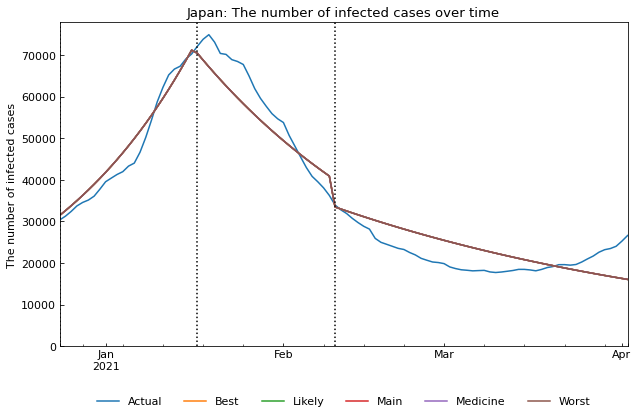 Japan: The number of infected cases over time
The number of infected cases
70000
60000
50000
40000
30000
20000
10000
0
Jan
2021
Feb
Mar
Apr
Actual
Best
Likely
Main
Medicine
Worst